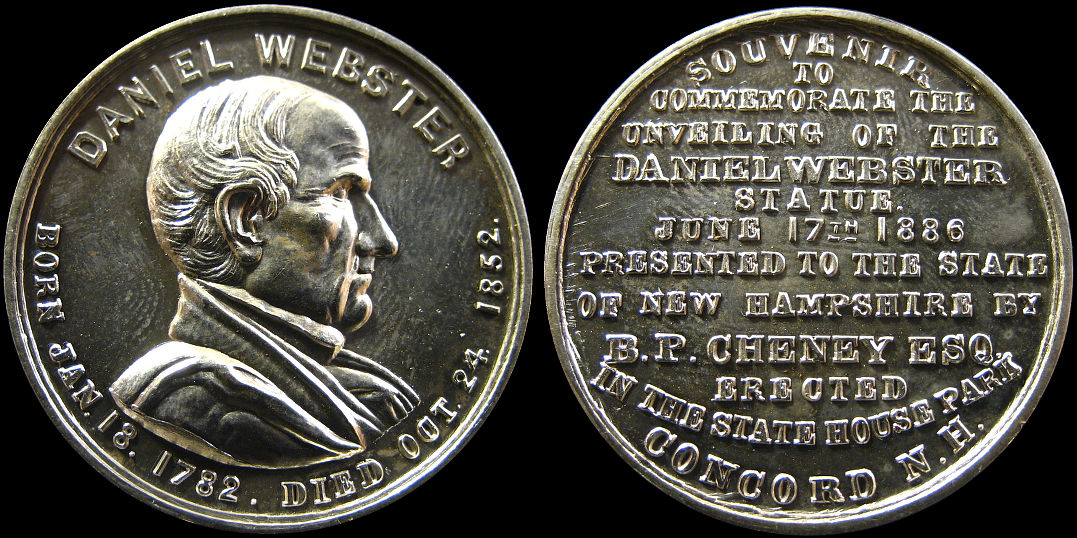 DANIEL WEBSTER
BORN JAN. 18. 1782. DIED OCT. 24 1852.
SOUVENIR
TO
COMMEMORATE THE
UNVEILING OF THE
DANIEL WEBSTER
STATUE.
JUNE 17TH 1886
PRESENTED TO THE STATE
OF NEW HAMPSHIRE BY
B.P. CHENEY ESQ.
ERECTED
IN THE STATE HOUSE PARK
CONCORD N.H.